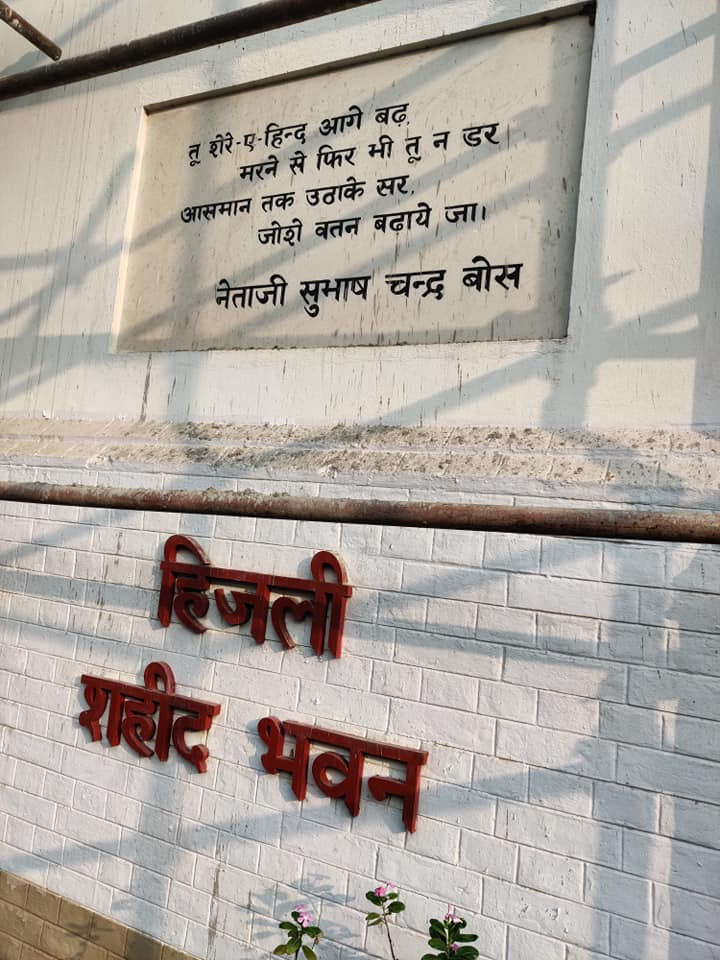 तू शेरे-ए-हिन्द आगे बढ़,
मरने से फिर भी तू न डर
आसमान तक उठाके सर,
जोशे वतन बढाये जा।
नेताजी सुभाष चन्द्र बोस
हिजली
शहीद भवन